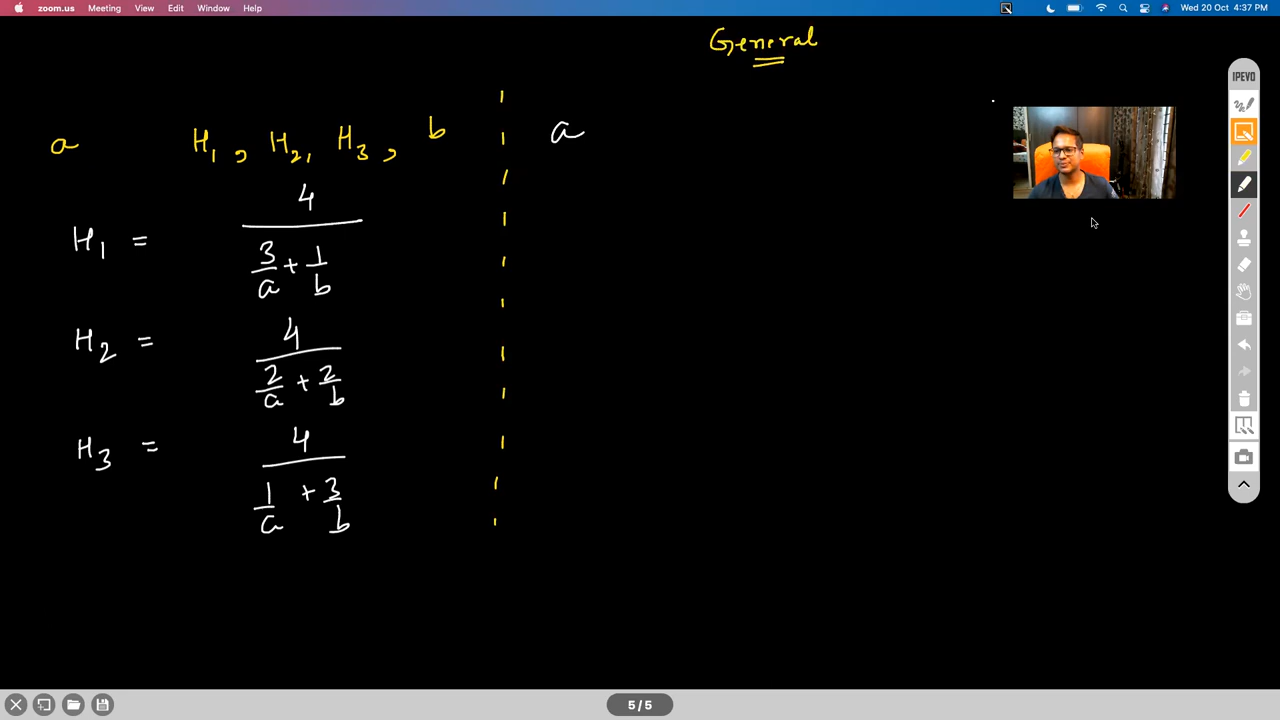 zoom.us Meeting View Edit Window Help Wed 20 Oct 4:37 PM
General
IPEVO
a H₁, H₂, H₃, b
H₁ = 4 / (3/a + 1/b)
H₂ = 4 / (2/a + 2/b)
H₃ = 4 / (1/a + 3/b)
a
5/5